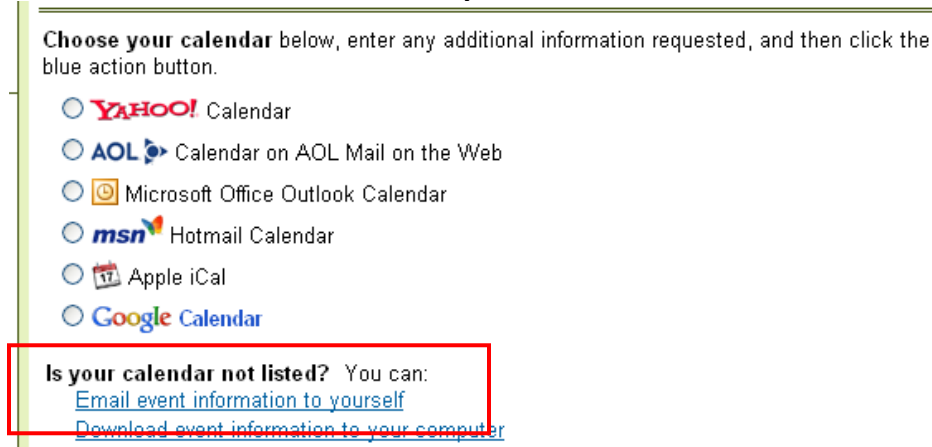 Choose your calendar below, enter any additional information requested, and then click the
blue action button.
YAHOO! Calendar
AOL Calendar on AOL Mail on the Web
Microsoft Office Outlook Calendar
msn Hotmail Calendar
17 Apple iCal
Google Calendar
Is your calendar not listed? You can:
Email event information to yourself
Download event information to your computer